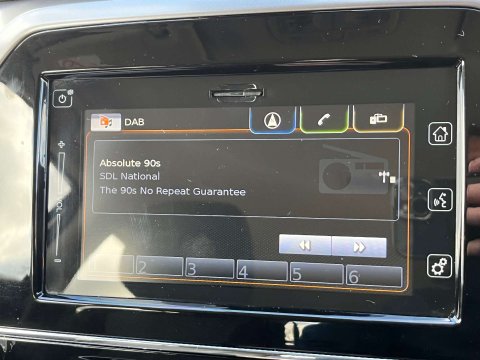 DAB
Absolute 90s
SDL National
The 90s No Repeat Guarantee
2 3 4 5 6